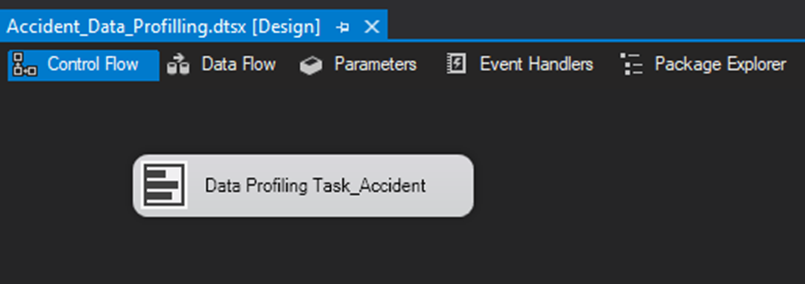 Accident_Data_Profilling.dtsx [Design]
Control Flow Data Flow Parameters Event Handlers Package Explorer
Data Profiling Task_Accident